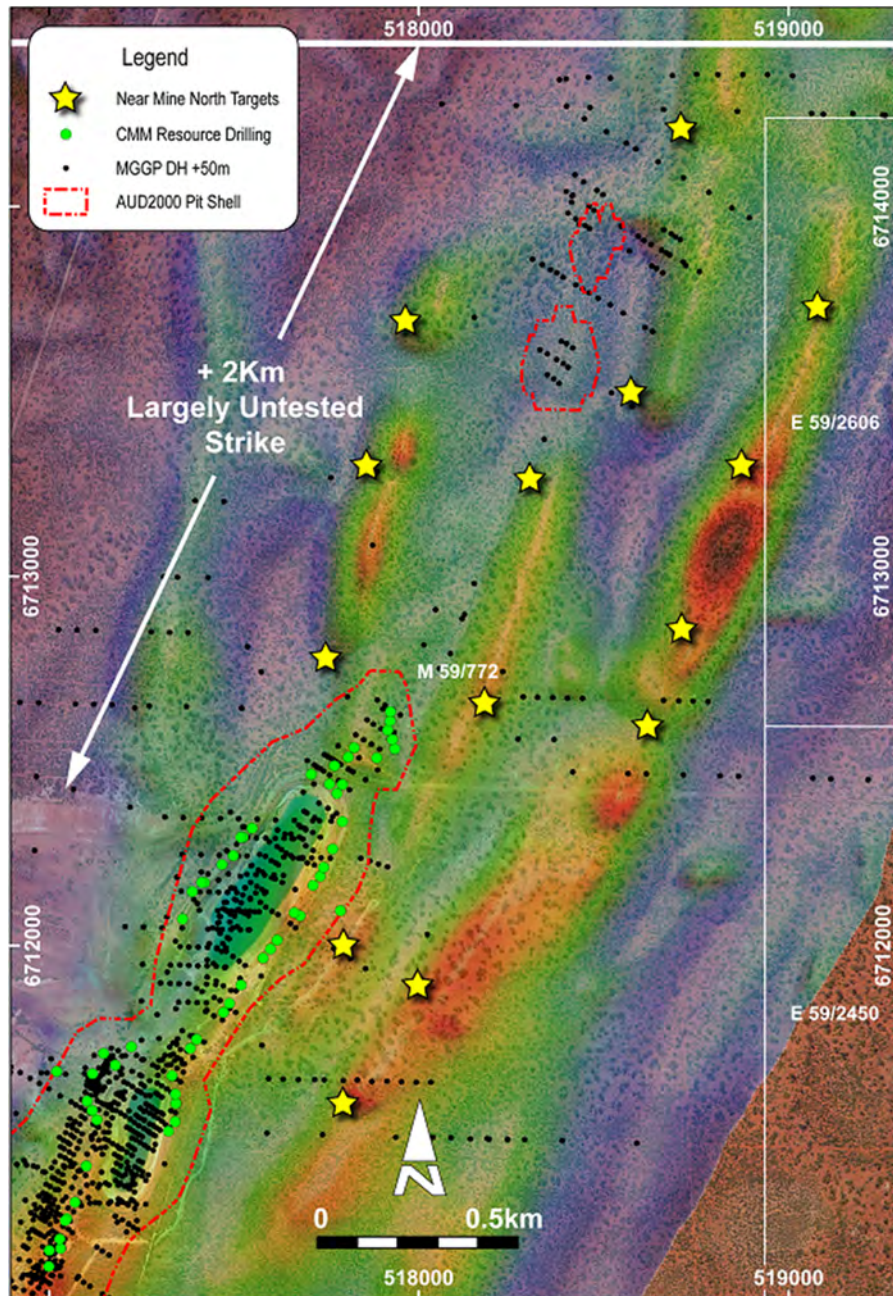 518000
519000
Legend
Near Mine North Targets
CMM Resource Drilling
MGGP DH +50m
AUD2000 Pit Shell
6714000
+ 2Km
Largely Untested
Strike
E 59/2606
6713000
6713000
M 59/772
6712000
6712000
E 59/2450
N
0
0.5km
518000
519000